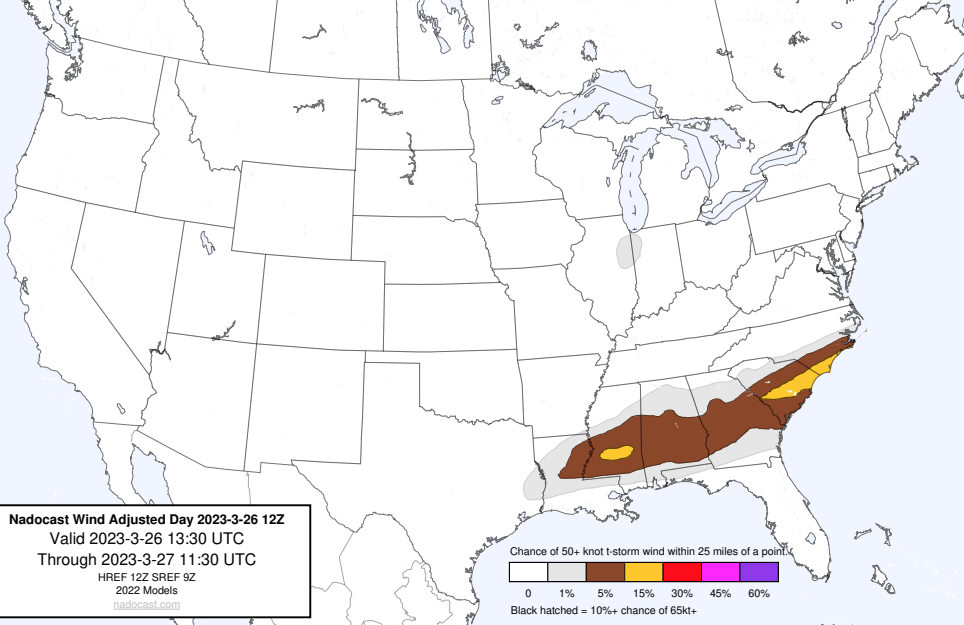 Nadocast Wind Adjusted Day 2023-3-26 12Z
Valid 2023-3-26 13:30 UTC
Through 2023-3-27 11:30 UTC
HREF 12Z SREF 9Z
2022 Models
nadocast.com
Chance of 50+ knot t-storm wind within 25 miles of a point.
0 1% 5% 15% 30% 45% 60%
Black hatched = 10%+ chance of 65kt+